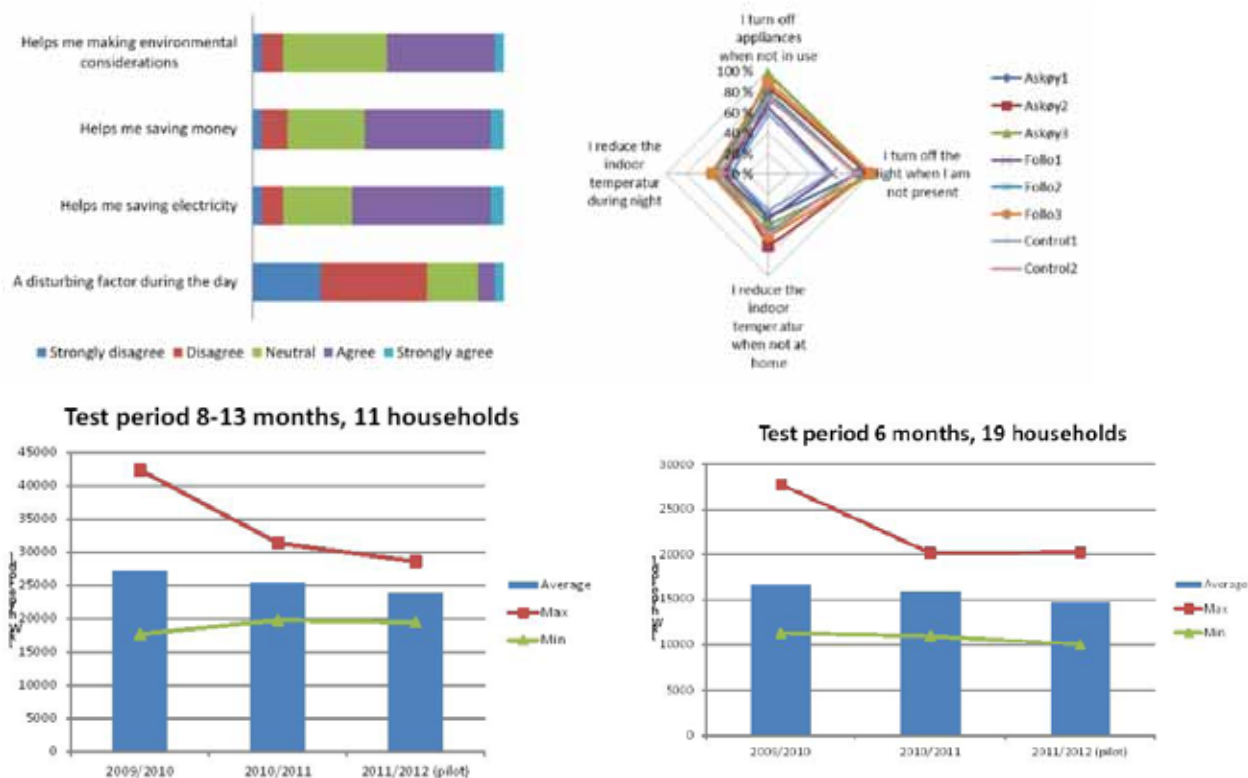 Helps me making environmental
considerations
Helps me saving money
Helps me saving electricity
A disturbing factor during the day
Strongly disagree Disagree Neutral Agree Strongly agree
I turn off
appliances
when not in use
100 %
80 %
60 %
40 %
20 %
0 %
I reduce the
indoor
temperatur
during night
I turn off the
light when I am
not present
I reduce the
indoor
temperatur
when not at
home
Askøy1
Askøy2
Askøy3
Follo1
Follo2
Follo3
Control1
Control2
Test period 8-13 months, 11 households
45000
40000
35000
30000
25000
20000
15000
10000
5000
0
2009/2010 2010/2011 2011/2012 (pilot)
Average
Max
Min
Test period 6 months, 19 households
30000
25000
20000
15000
10000
5000
0
2009/2010 2010/2011 2011/2012 (pilot)
Average
Max
Min